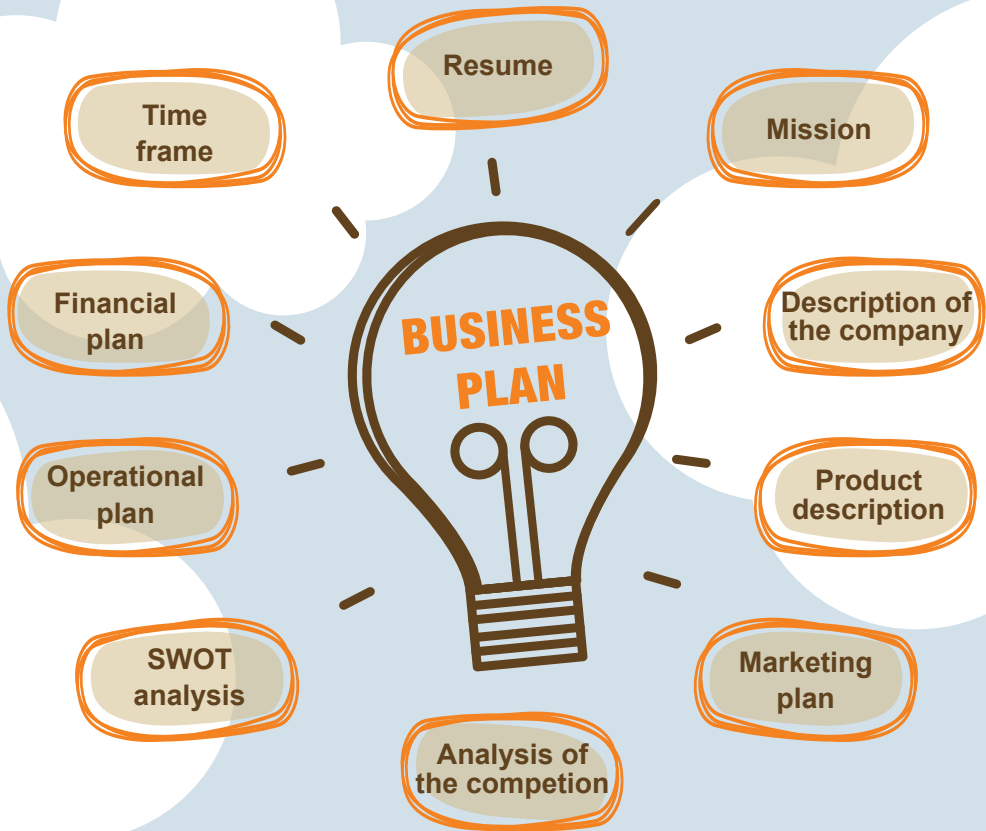 Resume
Mission
Description of
the company
Product
description
Marketing
plan
Analysis of
the competion
SWOT
analysis
Operational
plan
Financial
plan
Time
frame
BUSINESS
PLAN